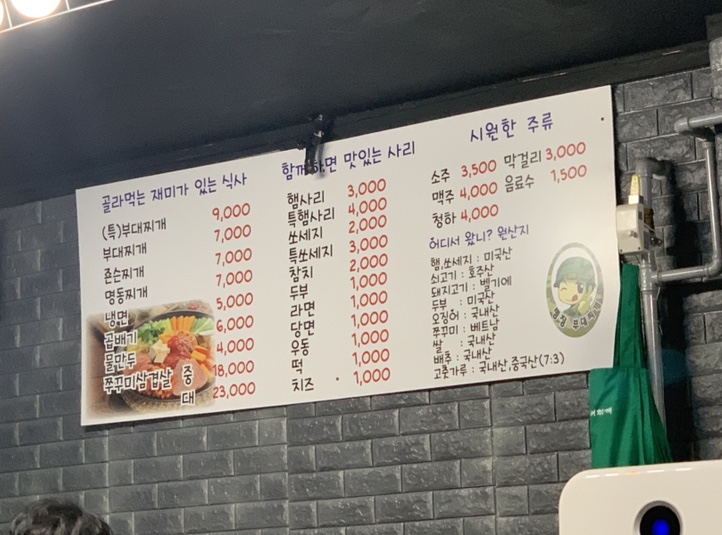 골라먹는 재미가 있는 식사
(특)부대찌개 9,000
부대찌개 7,000
존슨찌개 7,000
명동찌개 7,000
냉면 5,000
곱배기 6,000
물만두 4,000
쭈꾸미삼겹살 중 18,000
대 23,000
함께하면 맛있는 사리
햄사리 3,000
특햄사리 4,000
쏘세지 2,000
특쏘세지 3,000
참치 2,000
두부 1,000
라면 1,000
당면 1,000
우동 1,000
떡 1,000
치즈 1,000
시원한 주류
소주 3,500 막걸리 3,000
맥주 4,000 음료수 1,500
청하 4,000
어디서 왔니? 원산지
햄,쏘세지 : 미국산
쇠고기 : 호주산
돼지고기 : 벨기에
두부 : 미국산
오징어 : 국내산
쭈꾸미 : 베트남
쌀 : 국내산
배추 : 국내산
고춧가루 : 국내산,중국산(7:3)